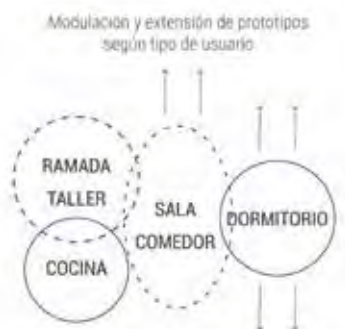 Modulación y extensión de prototipos
según tipo de usuario
RAMADA
TALLER
COCINA
SALA
COMEDOR
DORMITORIO